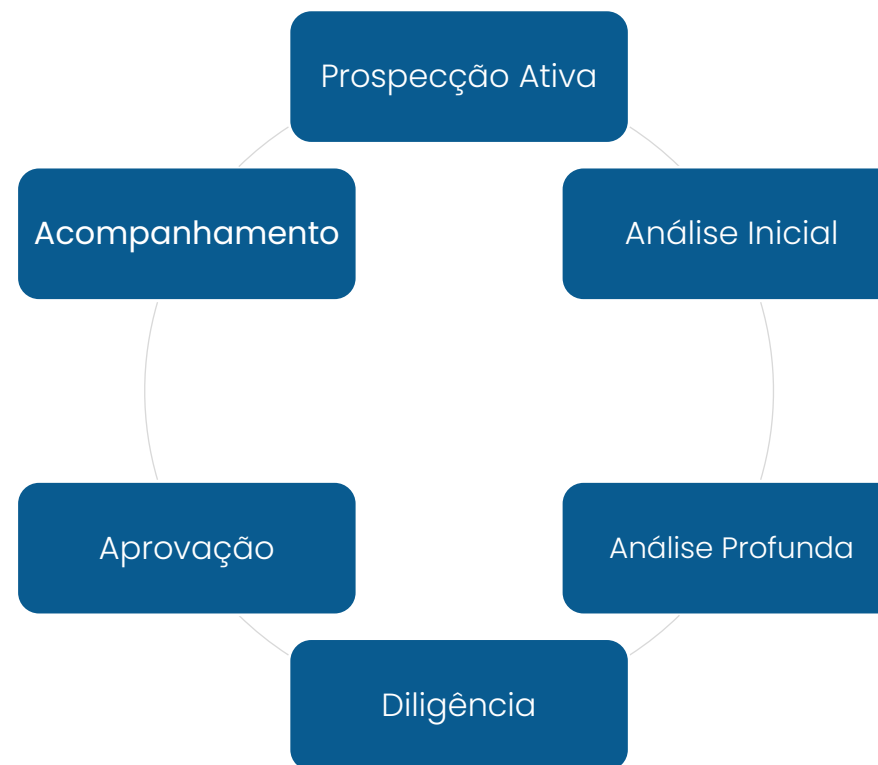 Prospecção Ativa
Acompanhamento
Análise Inicial
Aprovação
Análise Profunda
Diligência